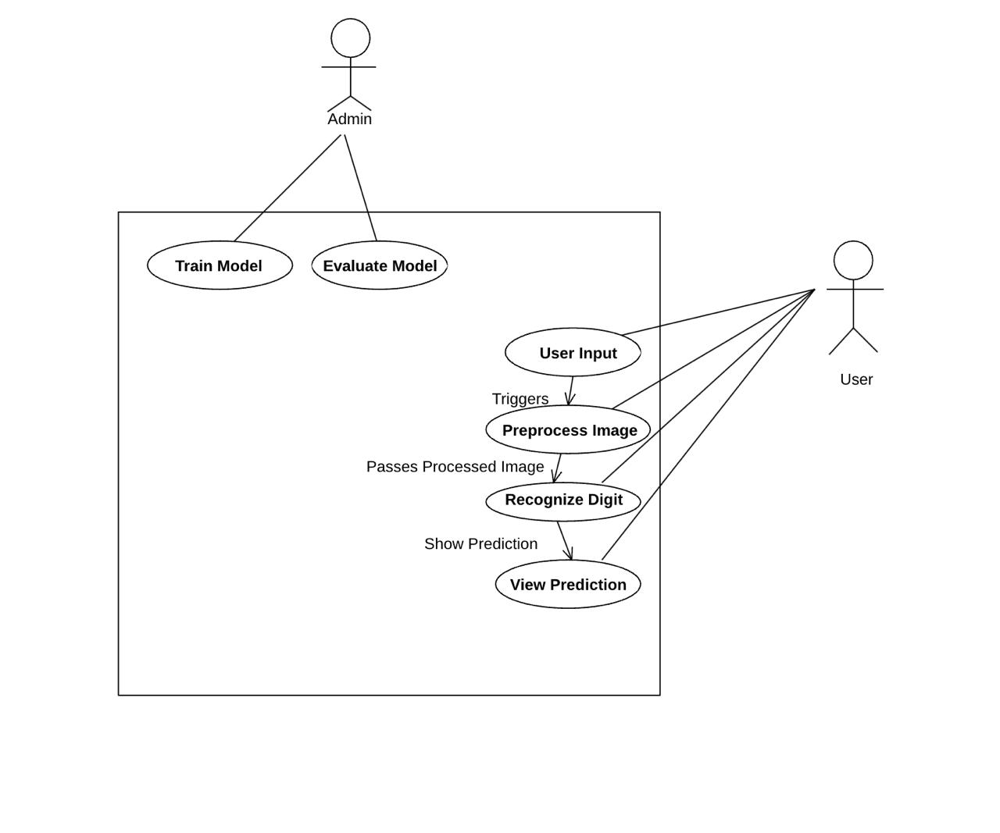 Admin
Train Model
Evaluate Model
User Input
User
Triggers
Preprocess Image
Passes Processed Image
Recognize Digit
Show Prediction
View Prediction